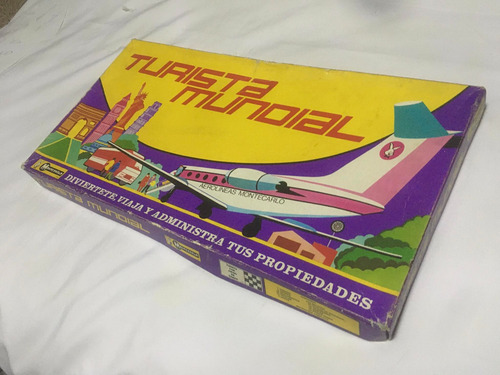 TURISTA
MUNDIAL
AEROLINEAS MONTECARLO
DIVIERTETE, VIAJA Y ADMINISTRA TUS PROPIEDADES
TURISTA MUNDIAL